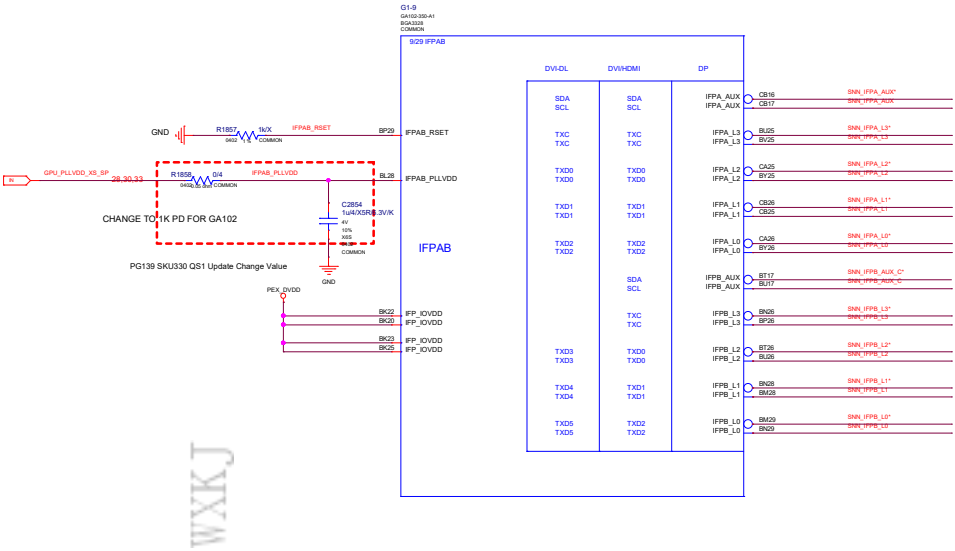 G1-9
GA102-350-A1
BGA3328
COMMON
9/29 IFPAB
DVI-DL DVI/HDMI DP
SDA SDA IFPA_AUX CB16 SNN_IFPA_AUX*
SCL SCL IFPA_AUX CB17 SNN_IFPA_AUX
GND R1857 1k/X IFPAB_RSET BP29 IFPAB_RSET
0402 1% COMMON
TXC TXC IFPA_L3 BU25 SNN_IFPA_L3*
TXC TXC IFPA_L3 BV25 SNN_IFPA_L3
IN GPU_PLLVDD_XS_SP 28,30,33 R1858 0/4 IFPAB_PLLVDD BL28 IFPAB_PLLVDD
0402 COMMON
TXD0 TXD0 IFPA_L2 CA25 SNN_IFPA_L2*
TXD0 TXD0 IFPA_L2 BY25 SNN_IFPA_L2
C2854
1u/4/X5R/6.3V/K
4V
10%
X6S
COMMON
GND
CHANGE TO 1K PD FOR GA102
TXD1 TXD1 IFPA_L1 CB26 SNN_IFPA_L1*
TXD1 TXD1 IFPA_L1 CB25 SNN_IFPA_L1
IFPAB
TXD2 TXD2 IFPA_L0 CA26 SNN_IFPA_L0*
TXD2 TXD2 IFPA_L0 BY26 SNN_IFPA_L0
PG139 SKU330 QS1 Update Change Value
SDA IFPB_AUX BT17 SNN_IFPB_AUX_C*
SCL IFPB_AUX BU17 SNN_IFPB_AUX_C
PEX_DVDD
BK22 IFP_IOVDD
BK20 IFP_IOVDD
BK23 IFP_IOVDD
BK25 IFP_IOVDD
TXC IFPB_L3 BN26 SNN_IFPB_L3*
TXC IFPB_L3 BP26 SNN_IFPB_L3
TXD3 TXD0 IFPB_L2 BT26 SNN_IFPB_L2*
TXD3 TXD0 IFPB_L2 BU26 SNN_IFPB_L2
TXD4 TXD1 IFPB_L1 BN28 SNN_IFPB_L1*
TXD4 TXD1 IFPB_L1 BM28 SNN_IFPB_L1
TXD5 TXD2 IFPB_L0 BM29 SNN_IFPB_L0*
TXD5 TXD2 IFPB_L0 BN29 SNN_IFPB_L0
WXKJ